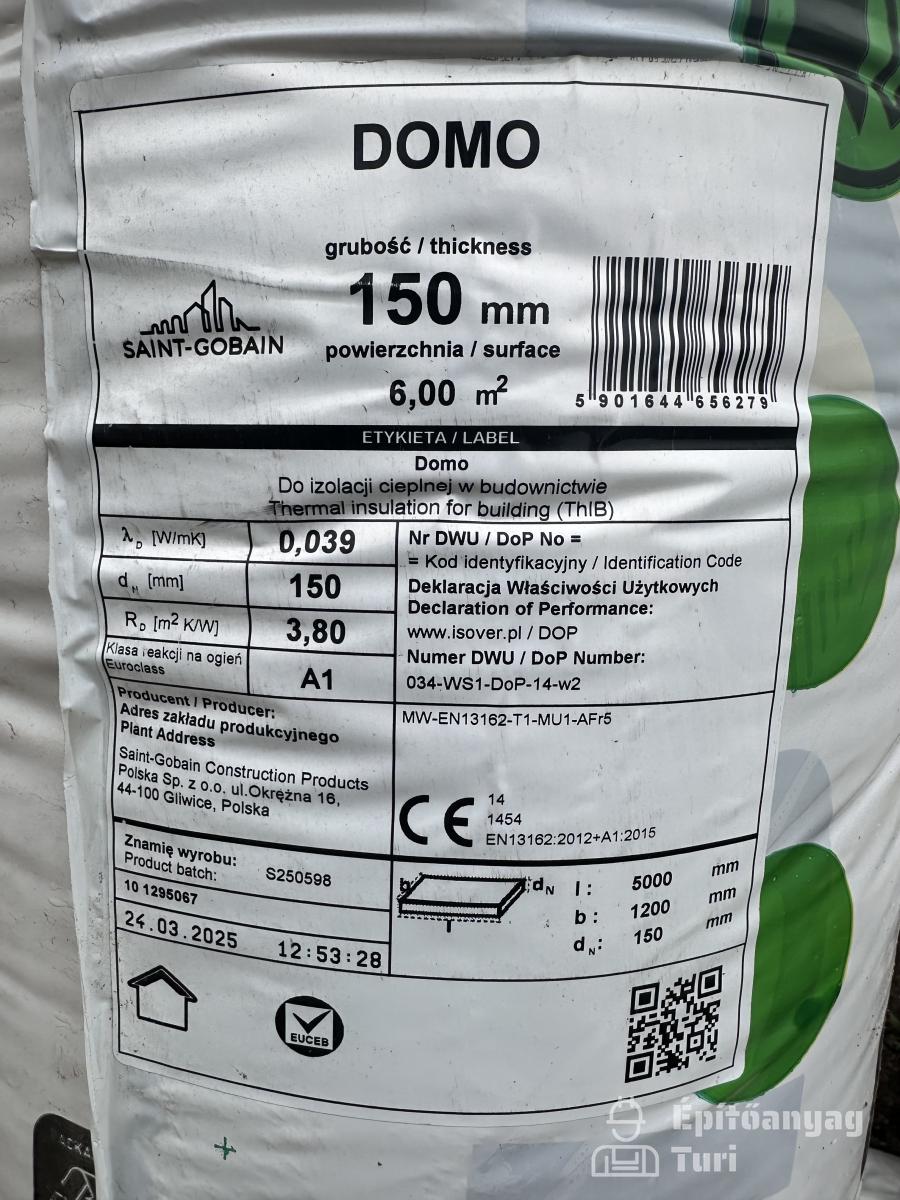 DOMO
grubość / thickness
150 mm
powierzchnia / surface
6,00 m²
SAINT-GOBAIN
5 901644 656279
ETYKIETA / LABEL
Domo
Do izolacji cieplnej w budownictwie
Thermal insulation for building (ThIB)
λD [W/mK] 0,039
dN [mm] 150
RD [m² K/W] 3,80
Klasa reakcji na ogień
Euroclass
A1
Nr DWU / DoP No =
= Kod identyfikacyjny / Identification Code
Deklaracja Właściwości Użytkowych
Declaration of Performance:
www.isover.pl / DOP
Numer DWU / DoP Number:
034-WS1-DoP-14-w2
Producent / Producer:
Adres zakładu produkcyjnego
Plant Address
Saint-Gobain Construction Products
Polska Sp. z o.o. ul.Okrężna 16,
44-100 Gliwice, Polska
MW-EN13162-T1-MU1-AFr5
CE
14
1454
EN13162:2012+A1:2015
Znamię wyrobu:
Product batch: S250598
10 1295067
24.03.2025 12:53:28
b dN
l
l : 5000 mm
b : 1200 mm
dN: 150 mm
EUCEB
Építőanyag
Turi